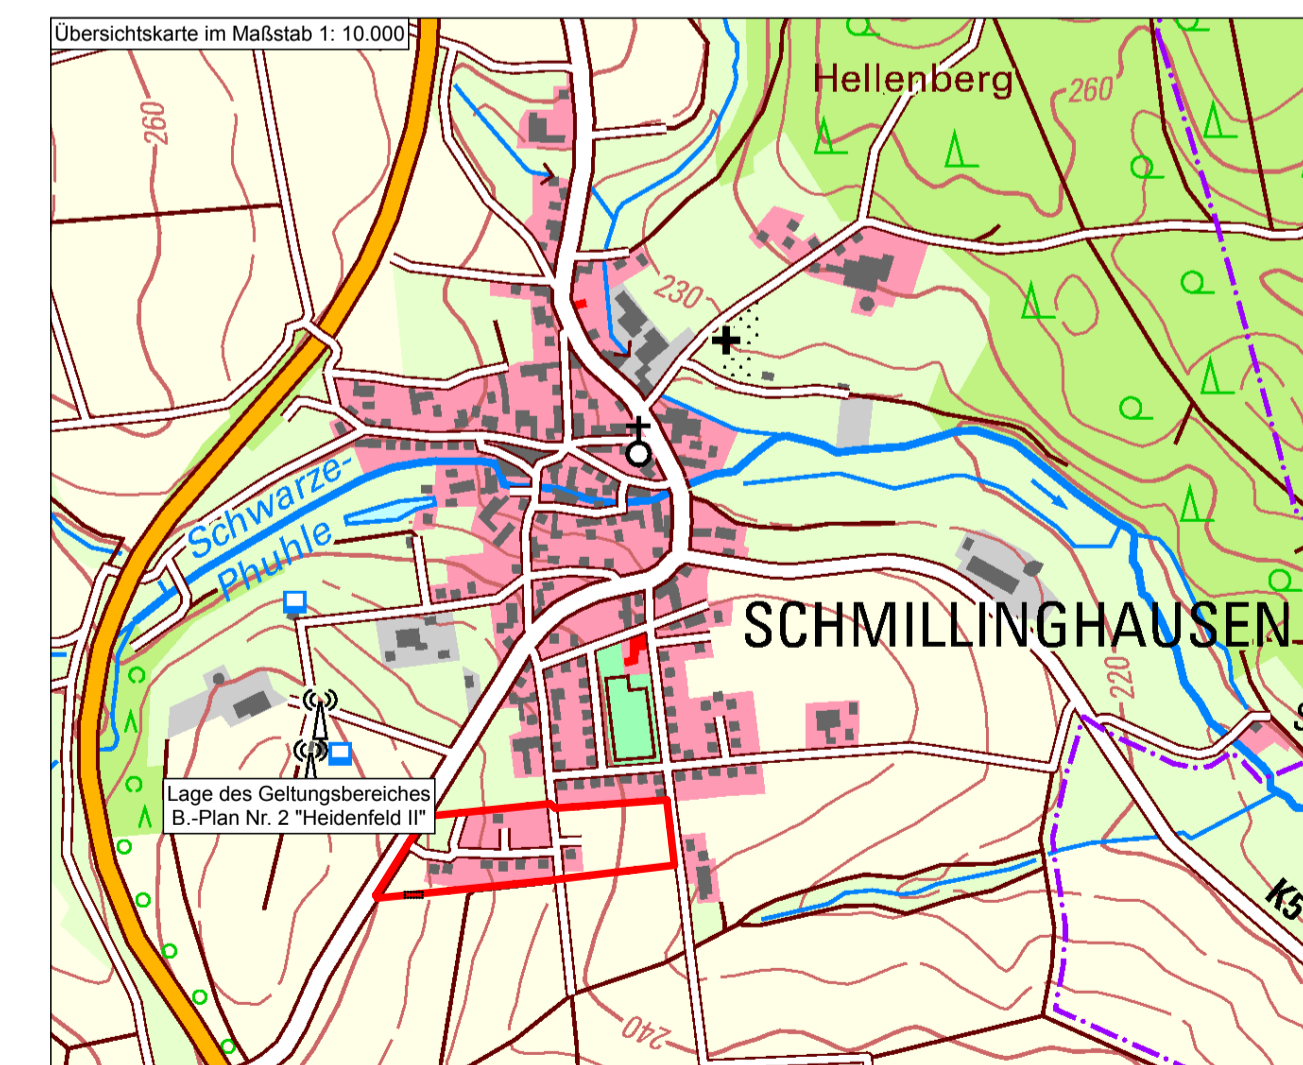 Übersichtskarte im Maßstab 1: 10.000
Hellenberg
260
260
230
Schwarze-
Phuhle
SCHMILLINGHAUSEN
220
S
Lage des Geltungsbereiches
B.-Plan Nr. 2 "Heidenfeld II"
K5
240